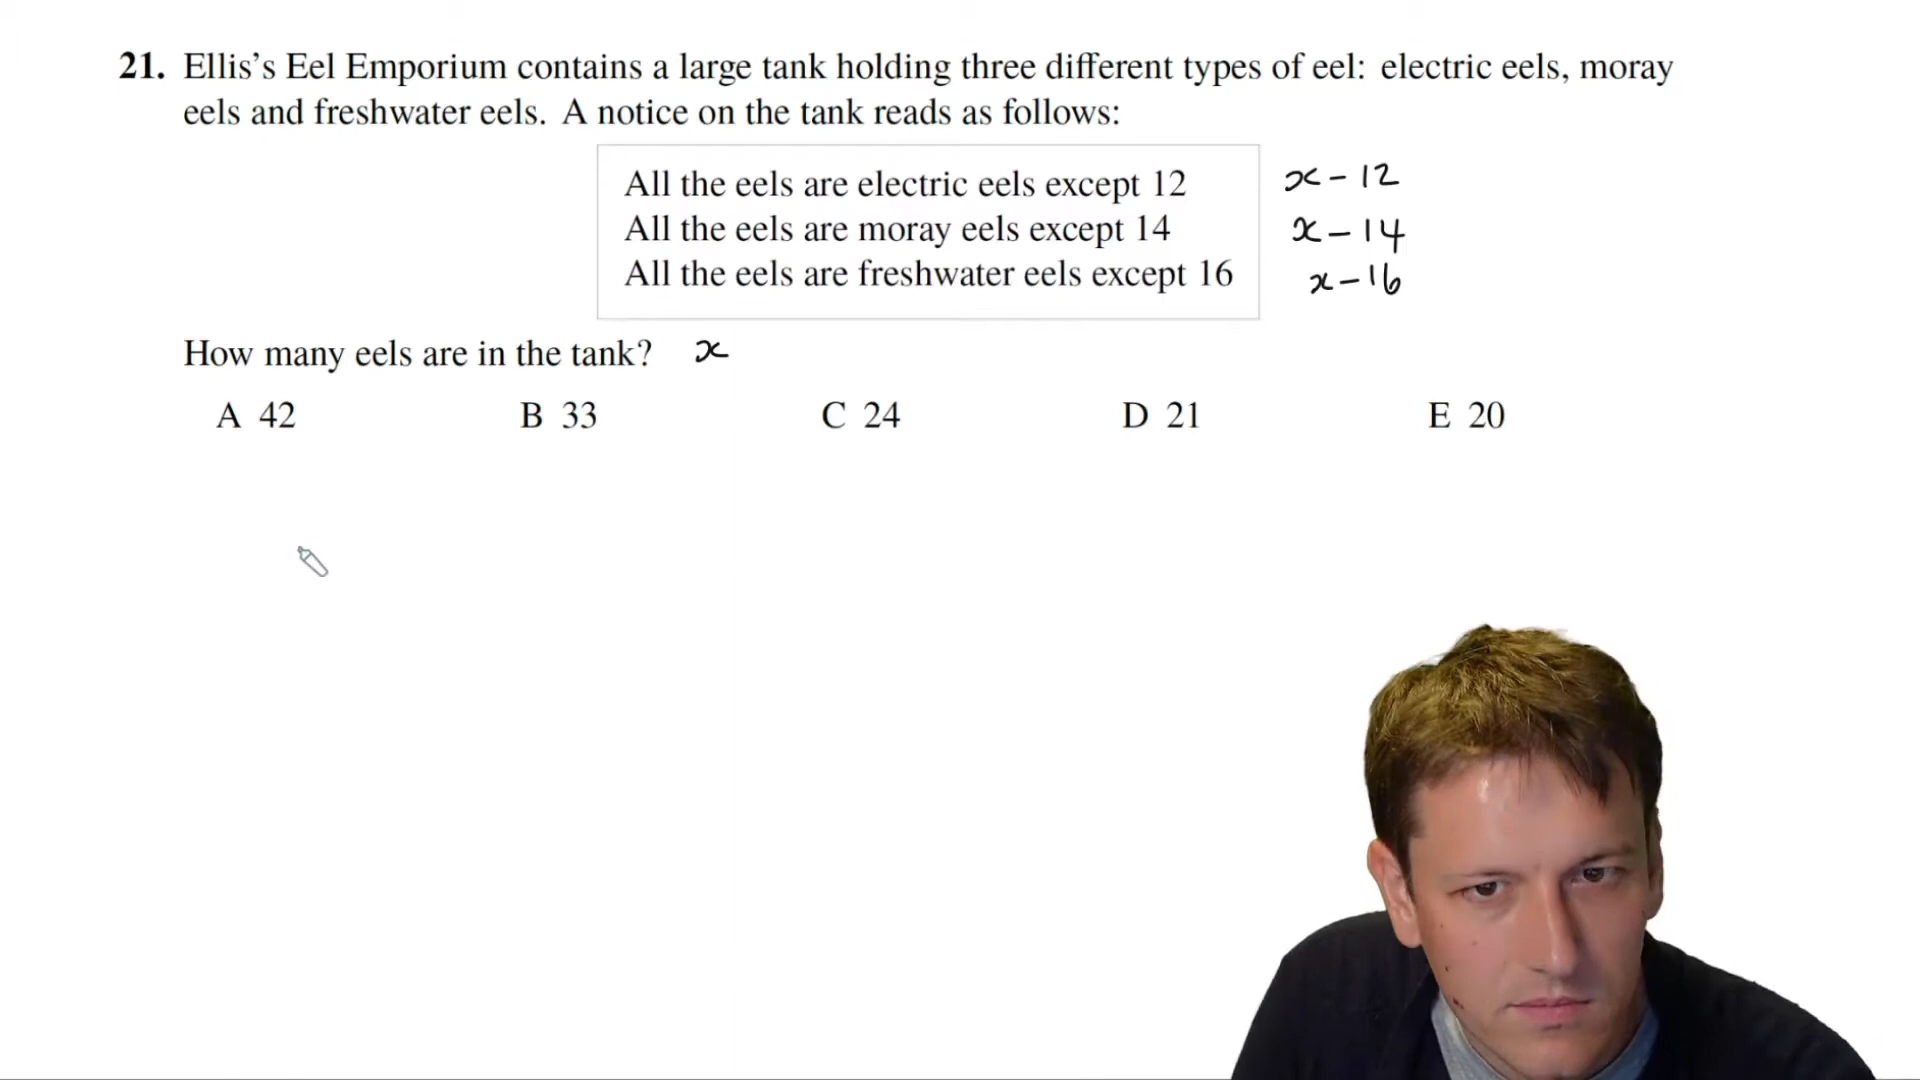 21. Ellis’s Eel Emporium contains a large tank holding three different types of eel: electric eels, moray
eels and freshwater eels. A notice on the tank reads as follows:
All the eels are electric eels except 12 x - 12
All the eels are moray eels except 14 x - 14
All the eels are freshwater eels except 16 x - 16
How many eels are in the tank? x
A 42 B 33 C 24 D 21 E 20